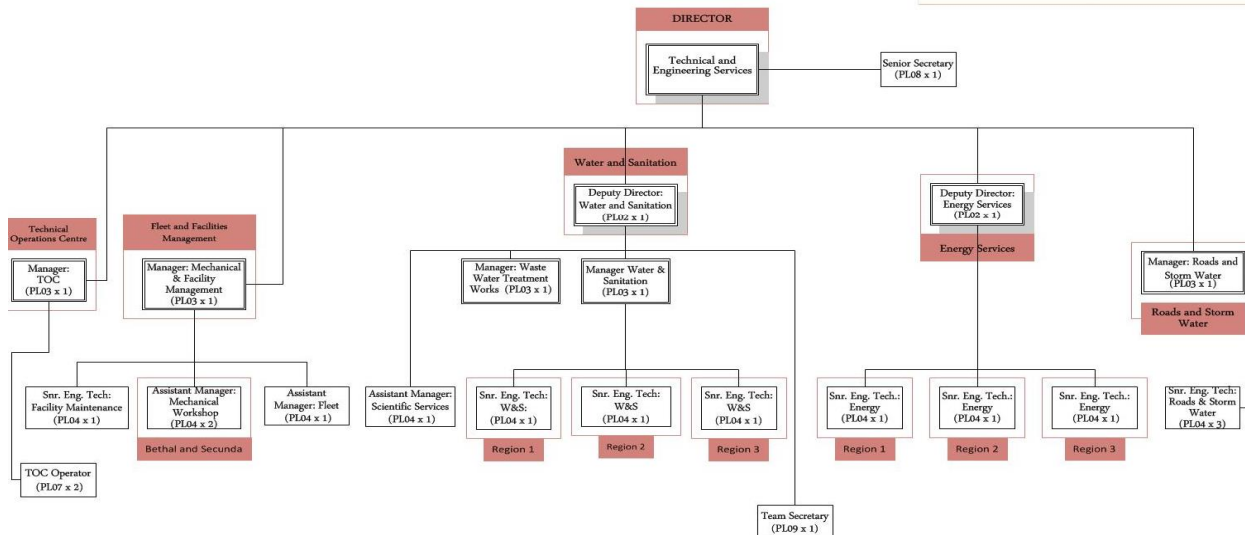 DIRECTOR
Technical and
Engineering Services
Senior Secretary
(PL08 x 1)
Water and Sanitation
Deputy Director:
Water and Sanitation
(PL02 x 1)
Deputy Director:
Energy Services
(PL02 x 1)
Energy Services
Technical
Operations Centre
Manager:
TOC
(PL03 x 1)
Fleet and Facilities
Management
Manager: Mechanical
& Facility
Management
(PL03 x 1)
Manager: Waste
Water Treatment
Works (PL03 x 1)
Manager Water &
Sanitation
(PL03 x 1)
Manager: Roads and
Storm Water
(PL03 x 1)
Roads and Storm
Water
Snr. Eng. Tech:
Facility Maintenance
(PL04 x 1)
Assistant Manager:
Mechanical
Workshop
(PL04 x 2)
Bethal and Secunda
Assistant
Manager: Fleet
(PL04 x 1)
Assistant Manager:
Scientific Services
(PL04 x 1)
Snr. Eng. Tech:
W&S:
(PL04 x 1)
Region 1
Snr. Eng. Tech:
W&S
(PL04 x 1)
Region 2
Snr. Eng. Tech:
W&S
(PL04 x 1)
Region 3
Snr. Eng. Tech.:
Energy
(PL04 x 1)
Region 1
Snr. Eng. Tech.:
Energy
(PL04 x 1)
Region 2
Snr. Eng. Tech.:
Energy
(PL04 x 1)
Region 3
Snr. Eng. Tech:
Roads & Storm
Water
(PL04 x 3)
TOC Operator
(PL07 x 2)
Team Secretary
(PL09 x 1)